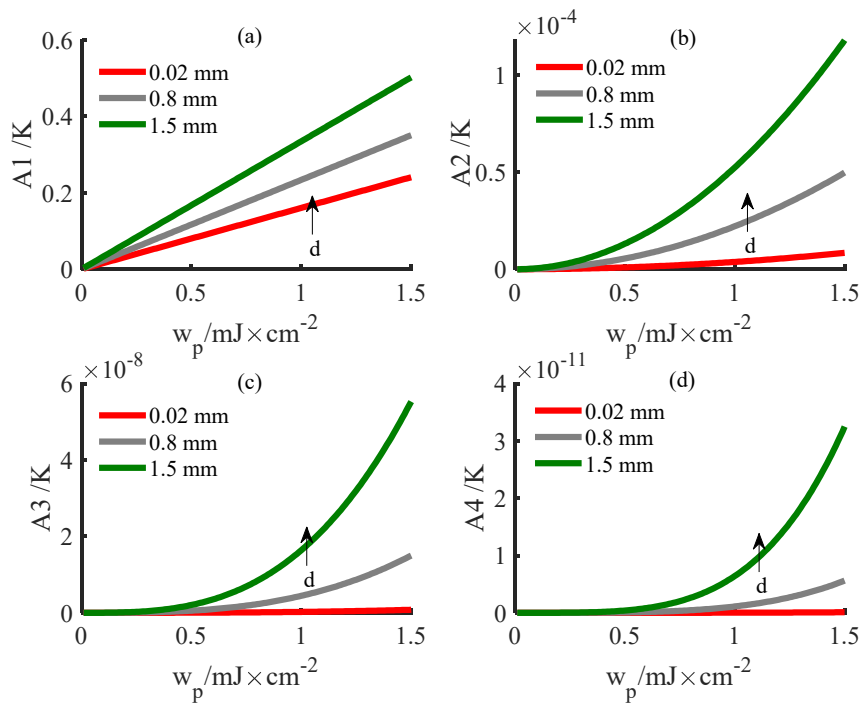 (a)
0.02 mm
0.8 mm
1.5 mm
d
A1 /K
0.6
0.4
0.2
0
0 0.5 1 1.5
w_p/mJ×cm^-2
×10^-4
(b)
0.02 mm
0.8 mm
1.5 mm
d
A2 /K
1
0.5
0
0 0.5 1 1.5
w_p/mJ×cm^-2
×10^-8
(c)
0.02 mm
0.8 mm
1.5 mm
d
A3 /K
6
4
2
0
0 0.5 1 1.5
w_p/mJ×cm^-2
×10^-11
(d)
0.02 mm
0.8 mm
1.5 mm
d
A4 /K
4
3
2
1
0
0 0.5 1 1.5
w_p/mJ×cm^-2